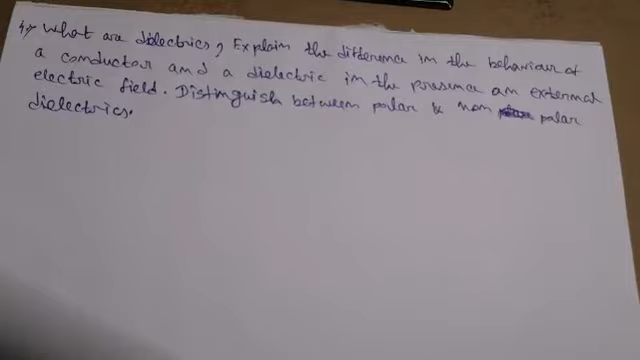 4) What are dielectrics, Explain the difference in the behaviour of
a conductor and a dielectric in the presence an external
electric field. Distinguish between polar & non polar
dielectrics.